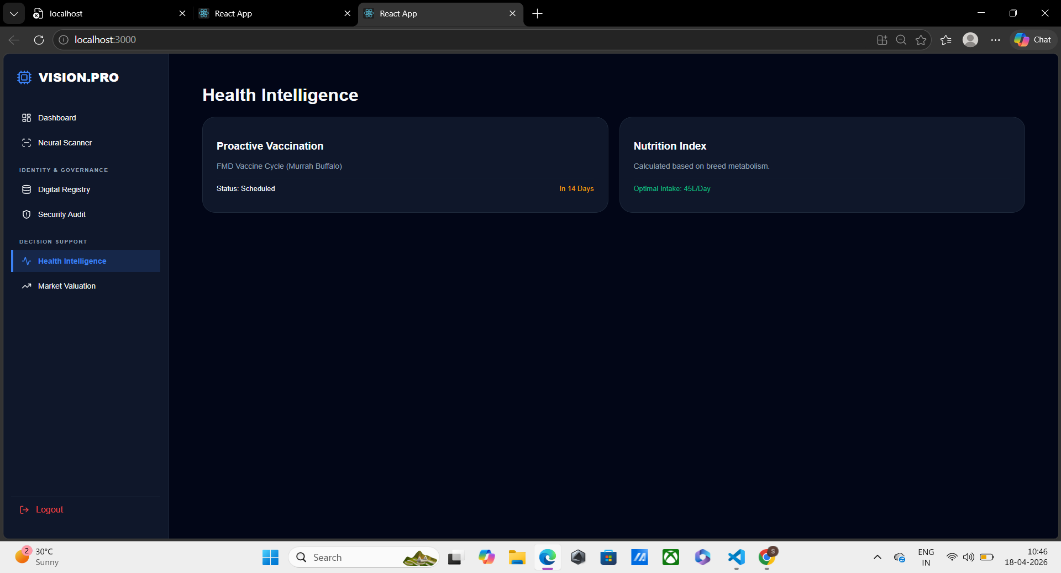 localhost
React App
React App
localhost:3000
Chat
VISION.PRO
Dashboard
Neural Scanner
IDENTITY & GOVERNANCE
Digital Registry
Security Audit
DECISION SUPPORT
Health Intelligence
Market Valuation
Logout
Health Intelligence
Proactive Vaccination
FMD Vaccine Cycle (Murrah Buffalo)
Status: Scheduled
In 14 Days
Nutrition Index
Calculated based on breed metabolism.
Optimal Intake: 45L/Day
2
30°C
Sunny
Search
S
ENG
IN
10:46
18-04-2026